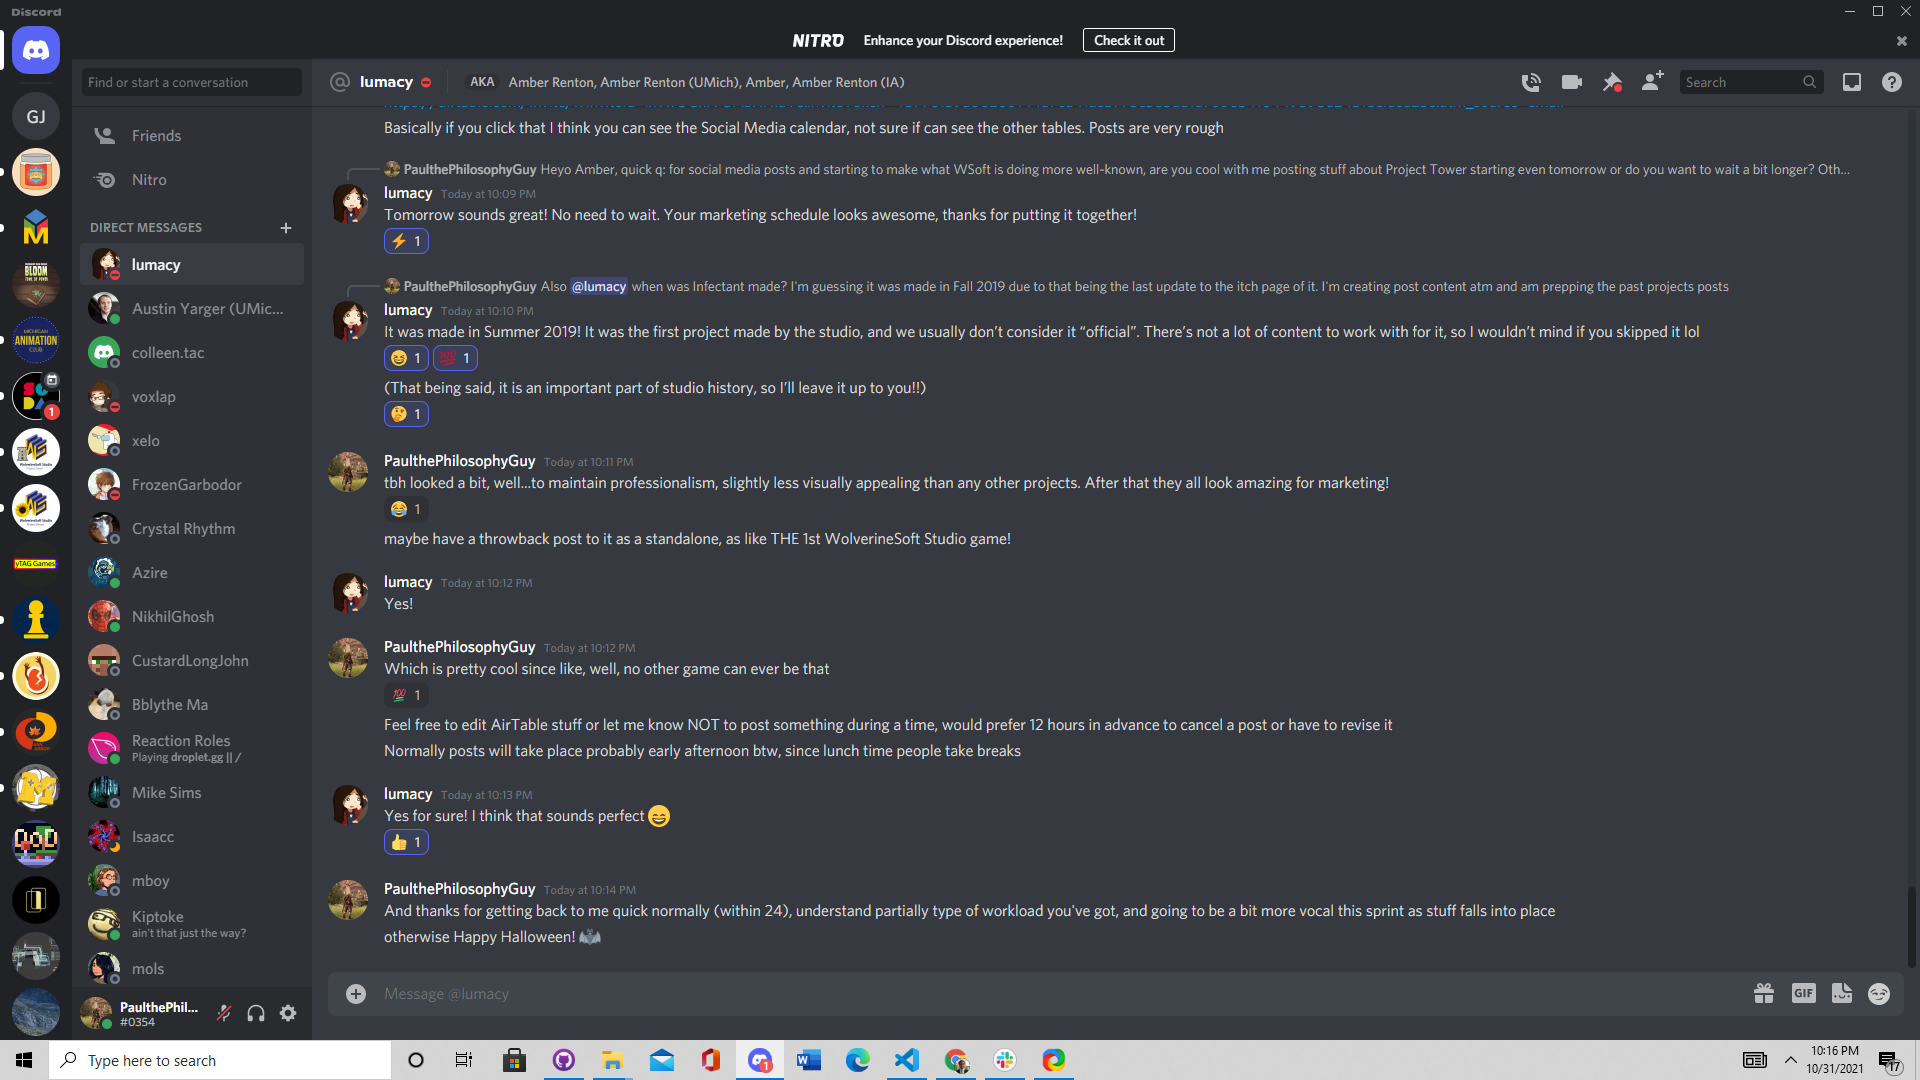 Discord
NITRO Enhance your Discord experience! Check it out
Find or start a conversation
lumacy AKA Amber Renton, Amber Renton (UMich), Amber, Amber Renton (IA)
Search
GJ
Friends
Nitro
DIRECT MESSAGES
lumacy
Austin Yarger (UMic...
colleen.tac
voxlap
xelo
FrozenGarbodor
Crystal Rhythm
Azire
NikhilGhosh
CustardLongJohn
Bblythe Ma
Reaction Roles
Playing droplet.gg || /
Mike Sims
Isaacc
mboy
Kiptoke
ain't that just the way?
mols
PaulthePhil...
#0354
BLOOM
MICHIGAN
ANIMATION
CLUB
1
yTAG Games
Basically if you click that I think you can see the Social Media calendar, not sure if can see the other tables. Posts are very rough
PaulthePhilosophyGuy Heyo Amber, quick q: for social media posts and starting to make what WSoft is doing more well-known, are you cool with me posting stuff about Project Tower starting even tomorrow or do you want to wait a bit longer? Oth...
lumacy Today at 10:09 PM
Tomorrow sounds great! No need to wait. Your marketing schedule looks awesome, thanks for putting it together!
⚡ 1
PaulthePhilosophyGuy Also @lumacy when was Infectant made? I'm guessing it was made in Fall 2019 due to that being the last update to the itch page of it. I'm creating post content atm and am prepping the past projects posts
lumacy Today at 10:10 PM
It was made in Summer 2019! It was the first project made by the studio, and we usually don’t consider it “official”. There’s not a lot of content to work with for it, so I wouldn’t mind if you skipped it lol
😆 1 💯 1
(That being said, it is an important part of studio history, so I’ll leave it up to you!!)
🤔 1
PaulthePhilosophyGuy Today at 10:11 PM
tbh looked a bit, well...to maintain professionalism, slightly less visually appealing than any other projects. After that they all look amazing for marketing!
😂 1
maybe have a throwback post to it as a standalone, as like THE 1st WolverineSoft Studio game!
lumacy Today at 10:12 PM
Yes!
PaulthePhilosophyGuy Today at 10:12 PM
Which is pretty cool since like, well, no other game can ever be that
💯 1
Feel free to edit AirTable stuff or let me know NOT to post something during a time, would prefer 12 hours in advance to cancel a post or have to revise it
Normally posts will take place probably early afternoon btw, since lunch time people take breaks
lumacy Today at 10:13 PM
Yes for sure! I think that sounds perfect 😄
👍 1
PaulthePhilosophyGuy Today at 10:14 PM
And thanks for getting back to me quick normally (within 24), understand partially type of workload you've got, and going to be a bit more vocal this sprint as stuff falls into place
otherwise Happy Halloween! 🦇
Message @lumacy
GIF
Type here to search
1
10:16 PM
10/31/2021
17